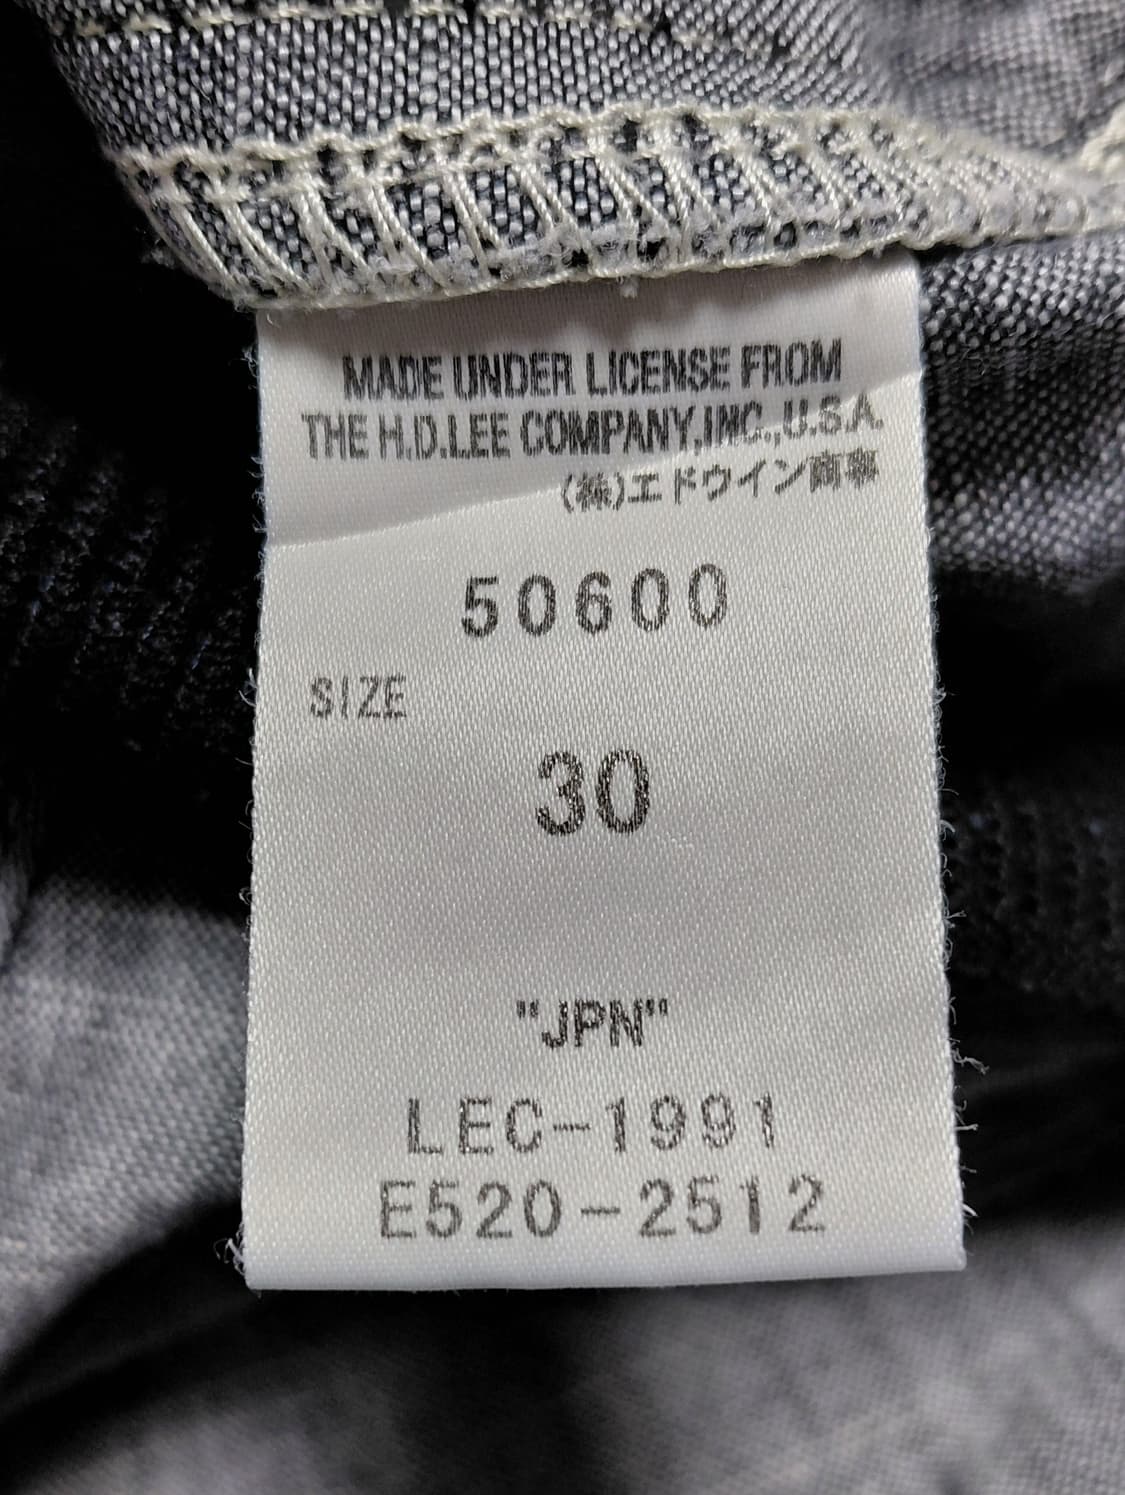 MADE UNDER LICENSE FROM
THE H.D.LEE COMPANY,INC.,U.S.A.
(株)エドウイン商事
50600
SIZE
30
"JPN"
LEC-1991
E520-2512